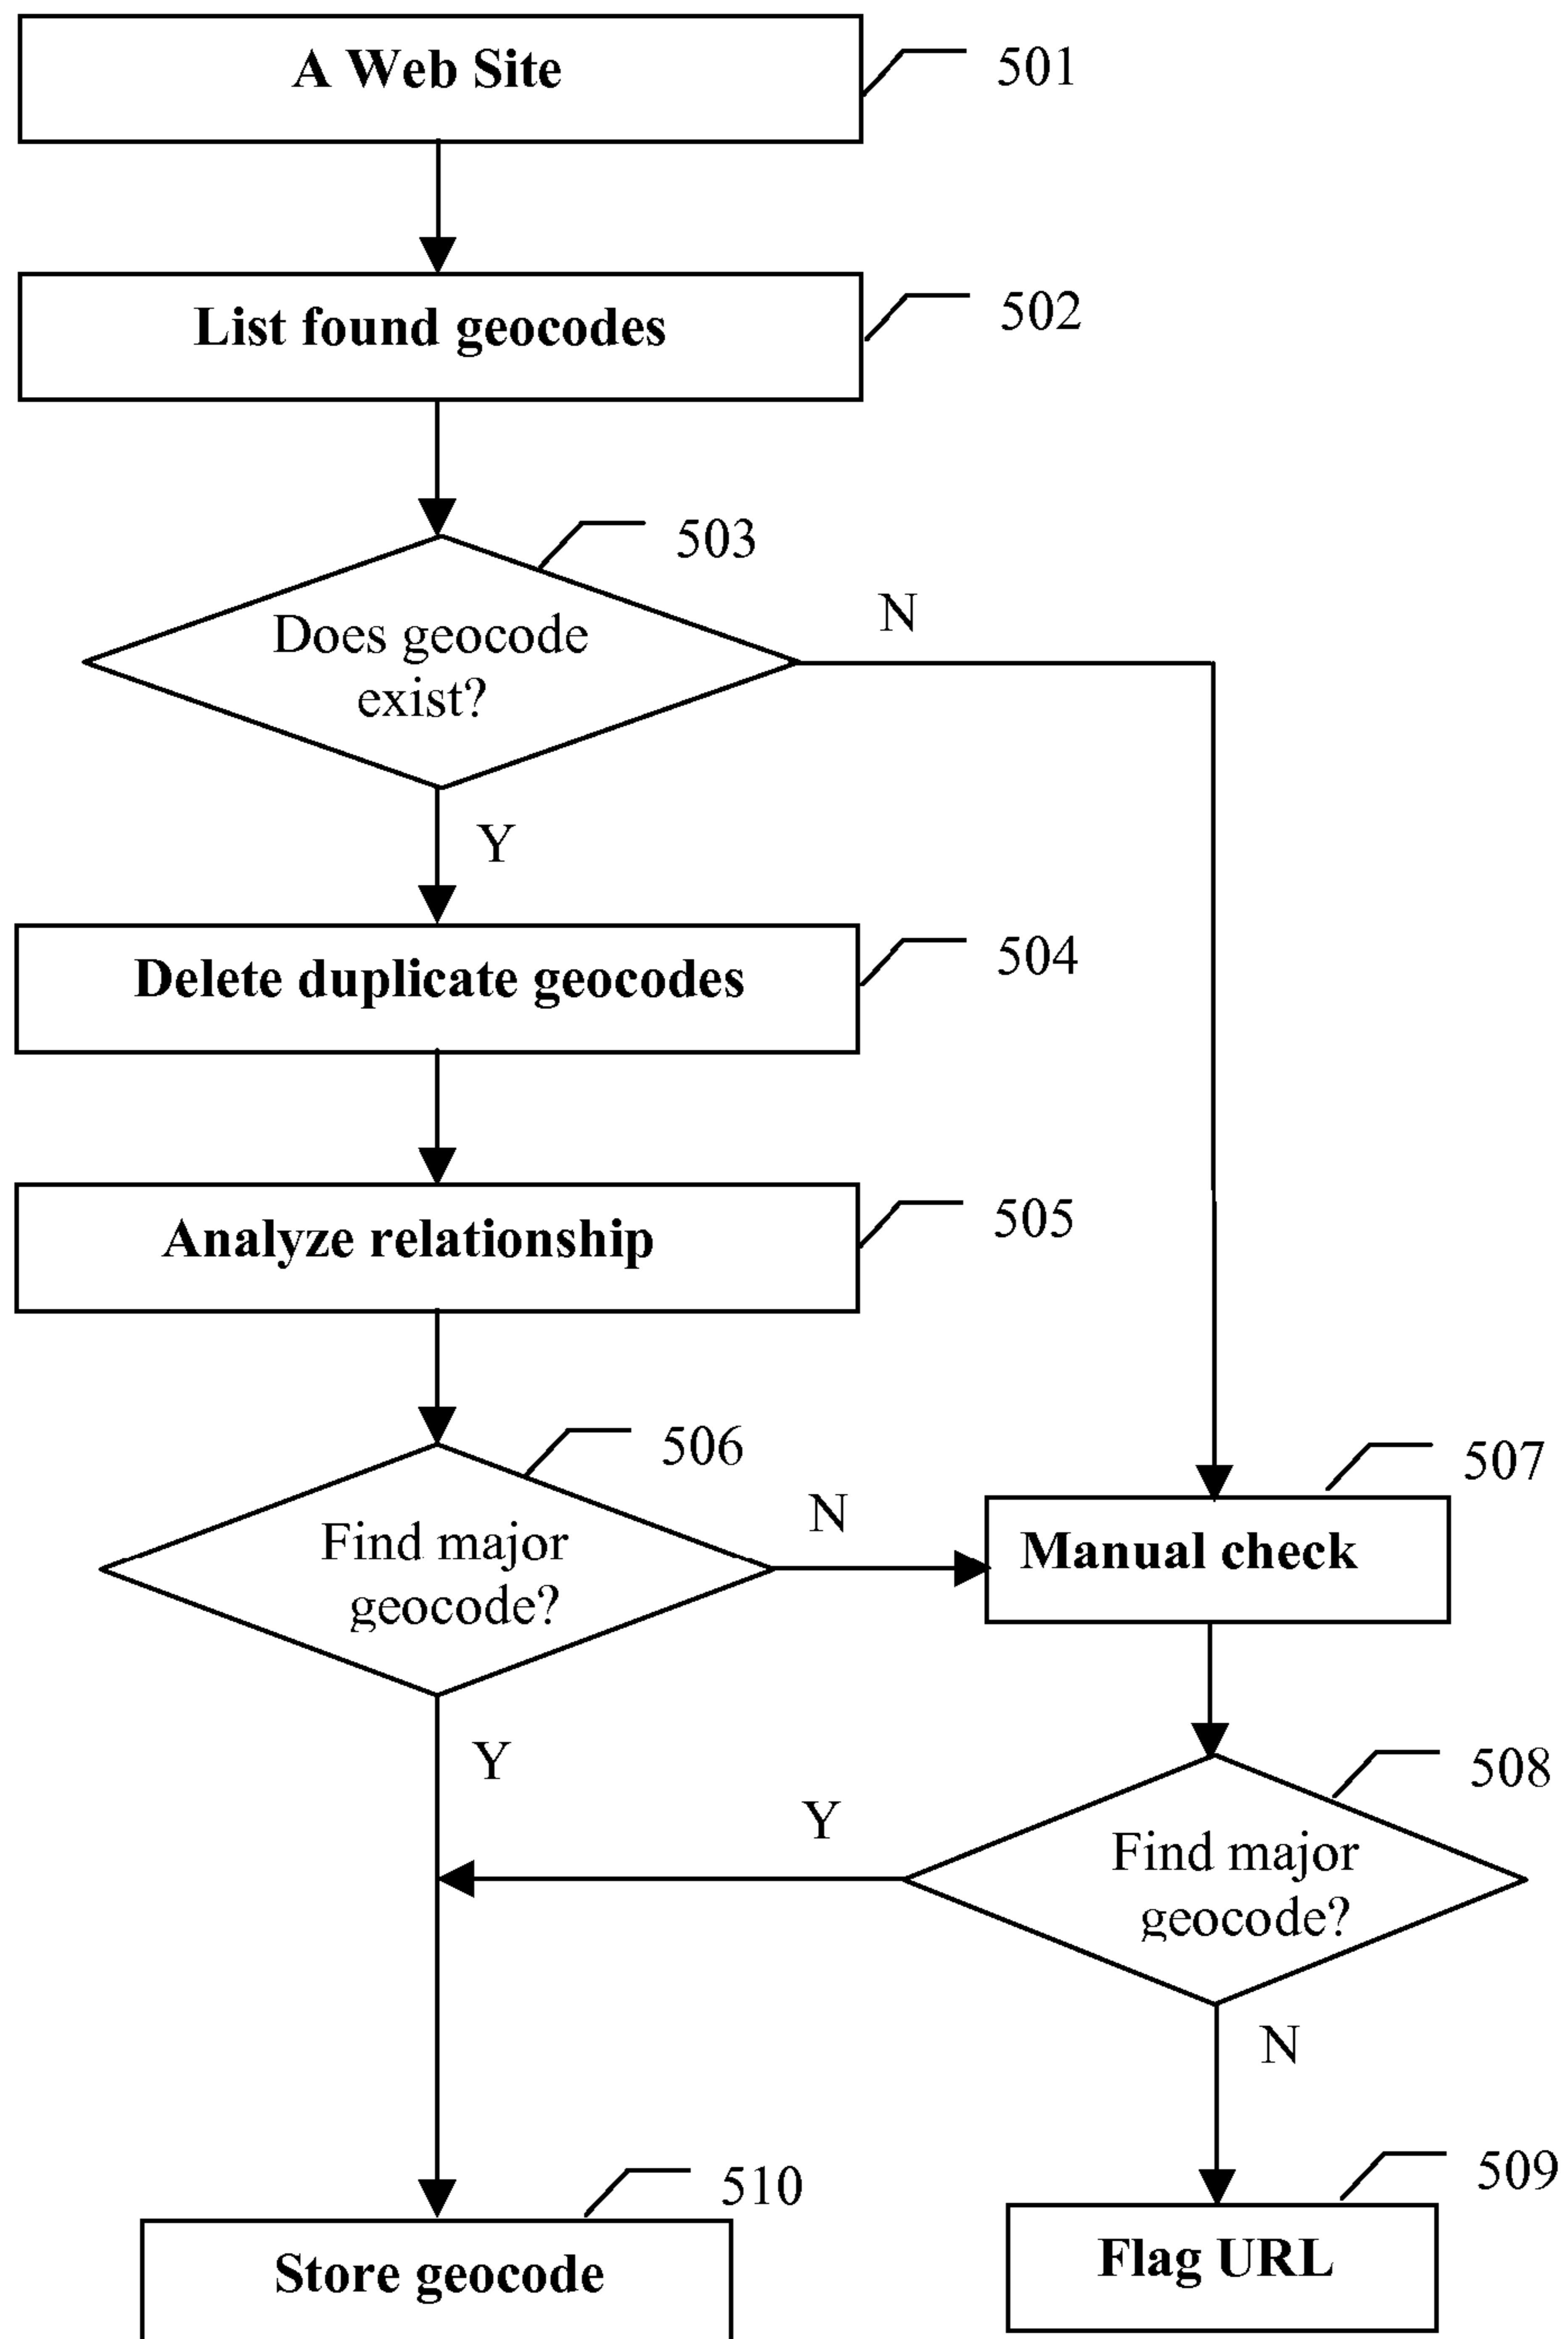 A Web Site
501
List found geocodes
502
503
Does geocode
exist?
N
Y
Delete duplicate geocodes
504
Analyze relationship
505
506
Find major
geocode?
N
507
Manual check
Y
508
Find major
geocode?
Y
N
510
Store geocode
509
Flag URL